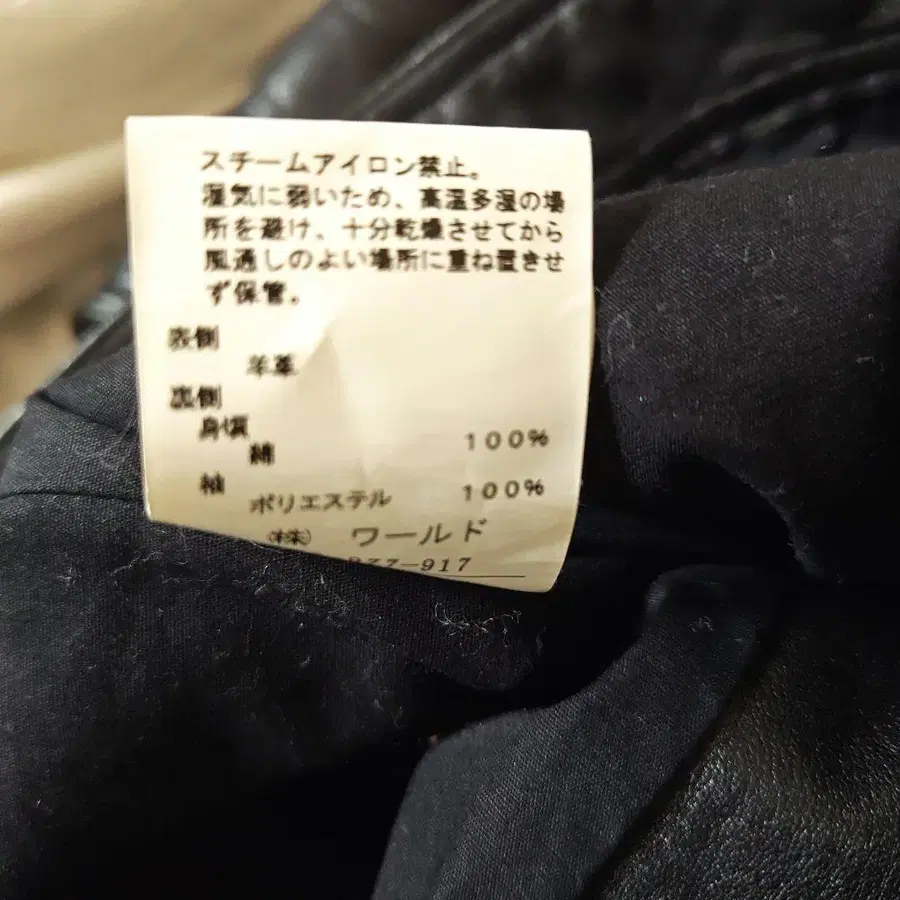 スチームアイロン禁止。
湿気に弱いため、高温多湿の場
所を避け、十分乾燥させてから
風通しのよい場所に重ね置きせ
ず保管。
表側
羊革
裏側
身頃
綿 100%
袖
ポリエステル 100%
(株) ワールド
-917